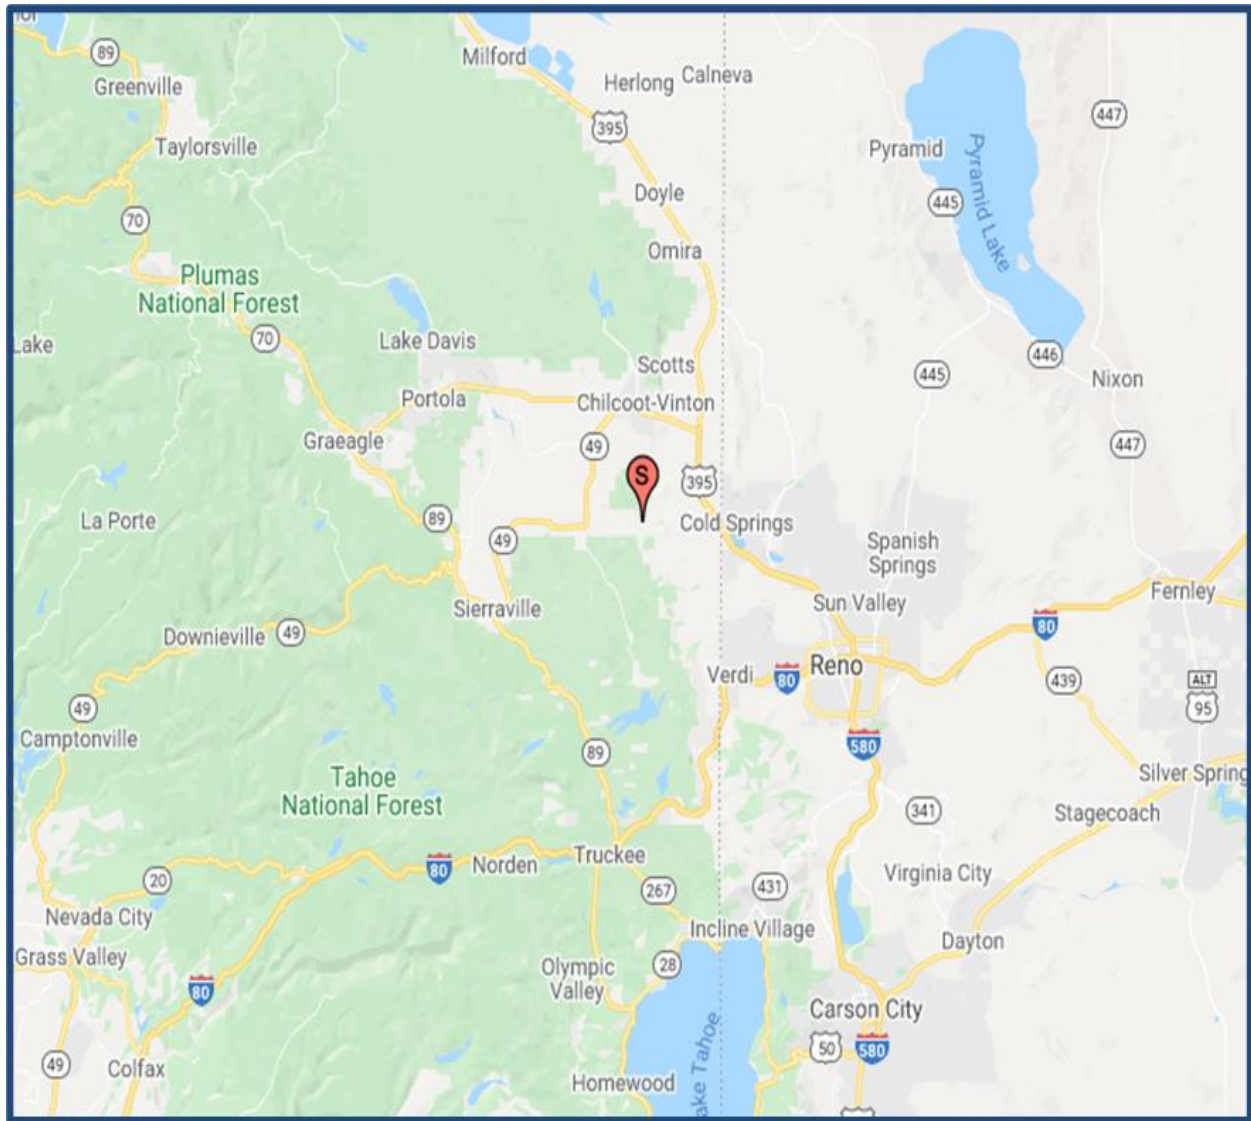 89
Greenville
Milford
Herlong
Calneva
395
447
447
Taylorsville
Pyramid
Pyramid Lake
Doyle
445
70
Omira
Plumas
National Forest
70
Lake
Lake Davis
Scotts
446
445
Nixon
Portola
Chilcoot-Vinton
Graeagle
49
S
395
La Porte
89
49
Cold Springs
Spanish
Springs
Sierraville
Sun Valley
Fernley
Downieville
49
80
Verdi
80
Reno
439
ALT
95
49
Camptonville
89
580
Tahoe
National Forest
Silver Spring
341
Stagecoach
Norden
Truckee
80
20
267
431
Virginia City
Nevada City
Incline Village
Dayton
Grass Valley
Olympic
Valley
28
80
Carson City
50
580
49
Colfax
Homewood
ake Tahoe